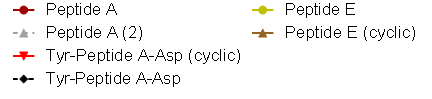 Peptide A
Peptide A (2)
Tyr-Peptide A-Asp (cyclic)
Tyr-Peptide A-Asp
Peptide E
Peptide E (cyclic)